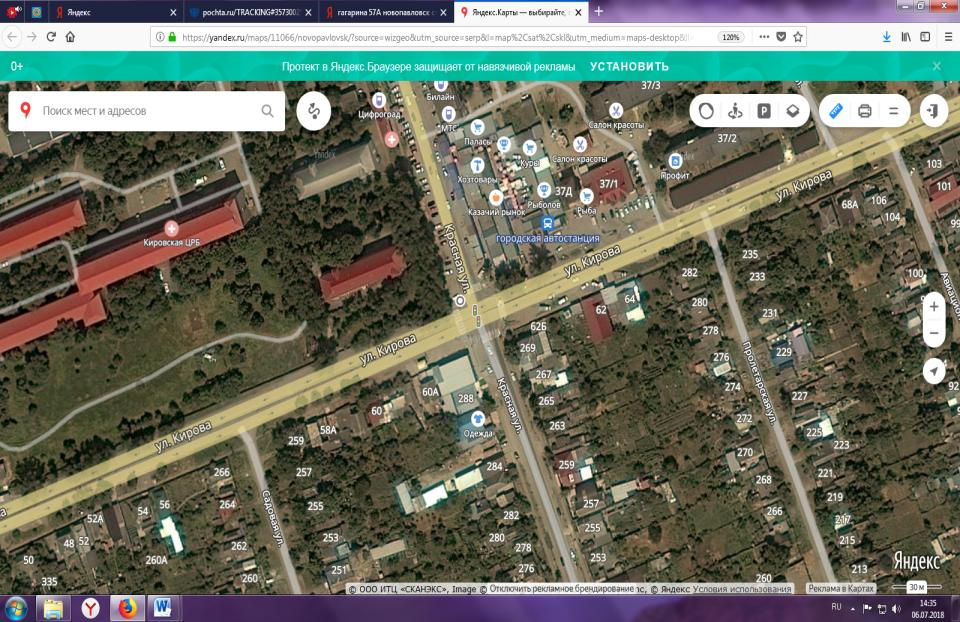 Яндекс
pochta.ru/TRACKING#3573002
гагарина 57А новопавловск
Яндекс.Карты — выбирайте,
https://yandex.ru/maps/11066/novopavlovsk/?source=wizgeo&utm_source=serp&l=map%2Csat%2Cskl&utm_medium=maps-desktop&
120%
0+
Протект в Яндекс.Браузере защищает от навязчивой рекламы
УСТАНОВИТЬ
Поиск мест и адресов
Билайн
37/3
Цифроград
МТС
Паласы
Салон красоты
37/2
Yandex
Куры
Салон красоты
Профит
103
Хозтовары
37Д
37/1
101
Казачий рынок
Рыболов
Рыба
ул. Кирова
68А
106
104
99
Кировская ЦРБ
Красная ул.
городская автостанция
ул. Кирова
235
282
233
100
64
280
62
231
62Б
278
ул. Кирова
269
229
276
267
Пролетарская ул.
60А
288
Красная ул.
274
92
265
227
60
272
Одежда
263
58А
225
ул. Кирова
259
223
270
284
259
266
257
268
221
264
255
257
219
56
54
282
266
217
52А
253
255
262
280
215
48
52
Садовая ул.
278
253
50
260А
251
276
213
335
260
260
Яндекс
© ООО ИТЦ «СКАНЭКС», Image © Отключить рекламное брендирование 1с, © Яндекс Условия использования
Реклама в Картах
30 м
RU
14:35
06.07.2018